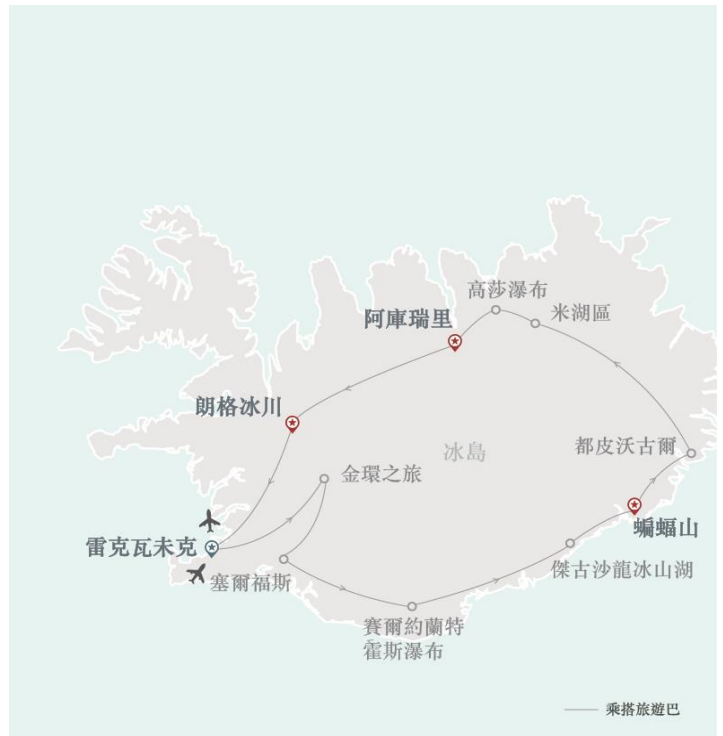 高莎瀑布
阿庫瑞里
米湖區
朗格冰川
冰島
都皮沃古爾
金環之旅
蝙蝠山
雷克瓦未克
塞爾福斯
傑古沙龍冰山湖
賽爾約蘭特
霍斯瀑布
乘搭旅遊巴